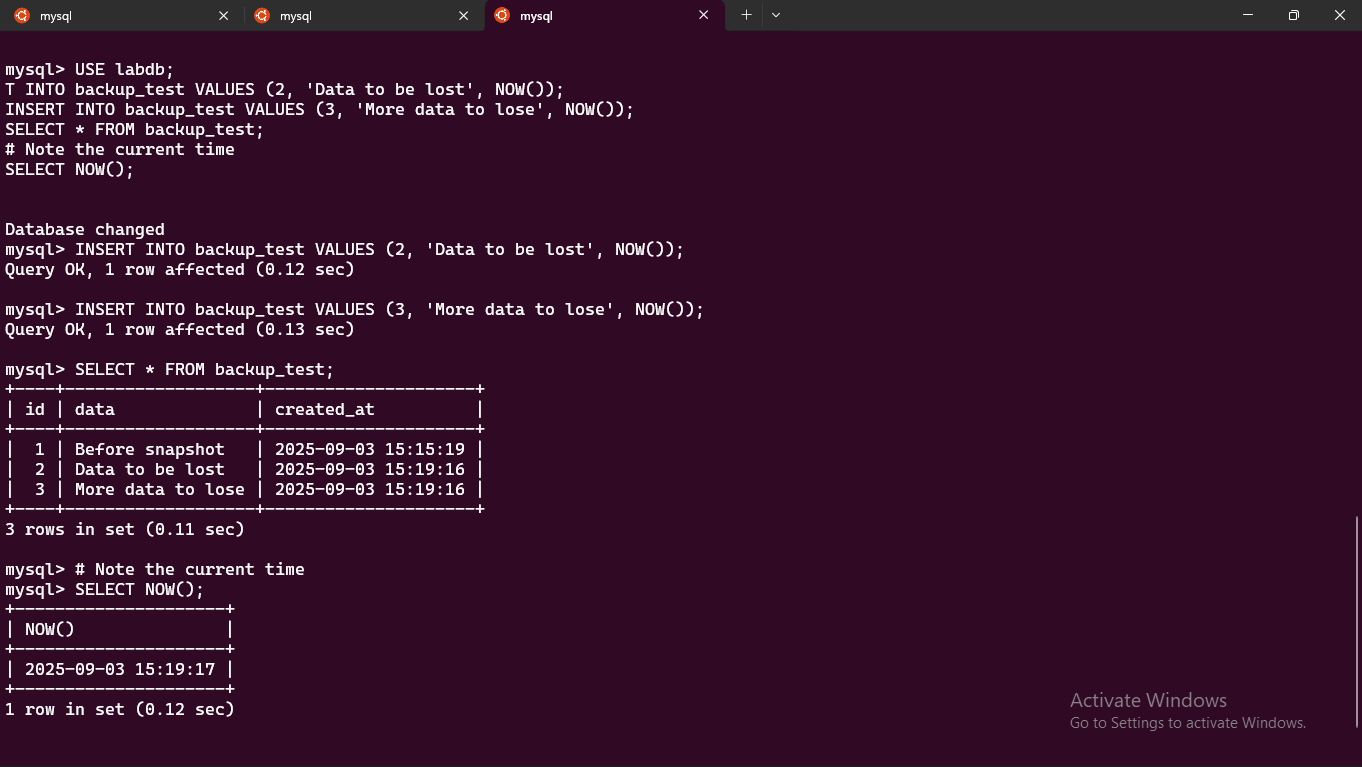 mysql mysql mysql
mysql> USE labdb;
T INTO backup_test VALUES (2, 'Data to be lost', NOW());
INSERT INTO backup_test VALUES (3, 'More data to lose', NOW());
SELECT * FROM backup_test;
# Note the current time
SELECT NOW();
Database changed
mysql> INSERT INTO backup_test VALUES (2, 'Data to be lost', NOW());
Query OK, 1 row affected (0.12 sec)
mysql> INSERT INTO backup_test VALUES (3, 'More data to lose', NOW());
Query OK, 1 row affected (0.13 sec)
mysql> SELECT * FROM backup_test;
+----+-------------------+---------------------+
| id | data              | created_at          |
+----+-------------------+---------------------+
|  1 | Before snapshot   | 2025-09-03 15:15:19 |
|  2 | Data to be lost   | 2025-09-03 15:19:16 |
|  3 | More data to lose | 2025-09-03 15:19:16 |
+----+-------------------+---------------------+
3 rows in set (0.11 sec)
mysql> # Note the current time
mysql> SELECT NOW();
+---------------------+
| NOW()               |
+---------------------+
| 2025-09-03 15:19:17 |
+---------------------+
1 row in set (0.12 sec)
Activate Windows
Go to Settings to activate Windows.